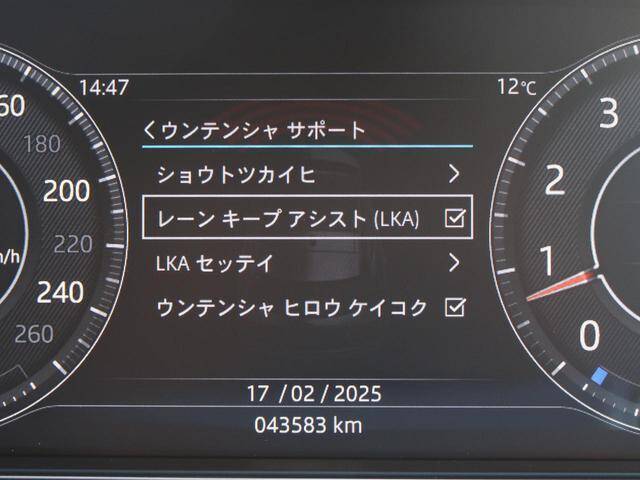 14:47
12℃
く ウンテンシャ サポート
ショウトツカイヒ >
レーン キープ アシスト (LKA) ☑
LKA セッテイ >
ウンテンシャ ヒロウ ケイコク ☑
17 /02 / 2025
043583 km
60
180
200
220
240
260
m/h
3
2
1
0